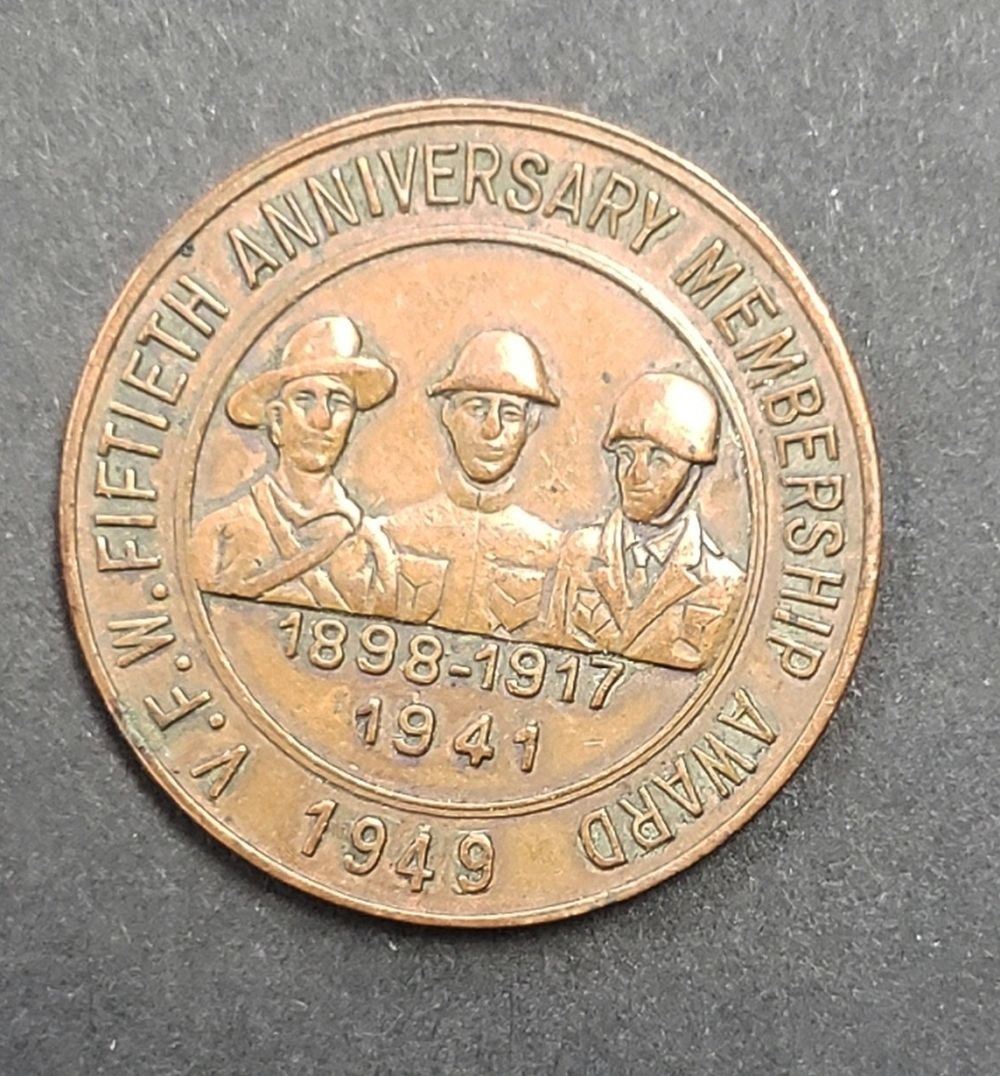 V.F.W. FIFTIETH ANNIVERSARY MEMBERSHIP AWARD
1898-1917
1941
1949